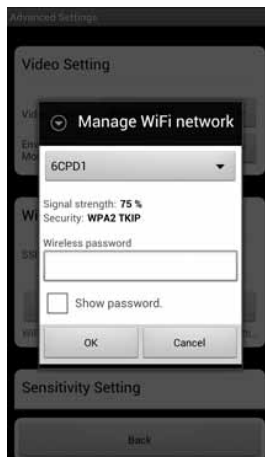 Advanced Settings
Video Setting
Manage WiFi network
6CPD1
Signal strength: 75 %
Security: WPA2 TKIP
Wireless password
Show password.
OK
Cancel
Sensitivity Setting
Back